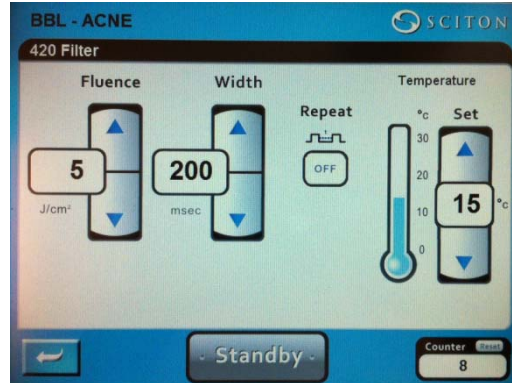 BBL - ACNE
SCITON
420 Filter
Fluence
Width
Temperature
Repeat
°c
Set
30
OFF
5
200
20
15
°c
J/cm²
msec
10
0
Standby
Counter
Reset
8